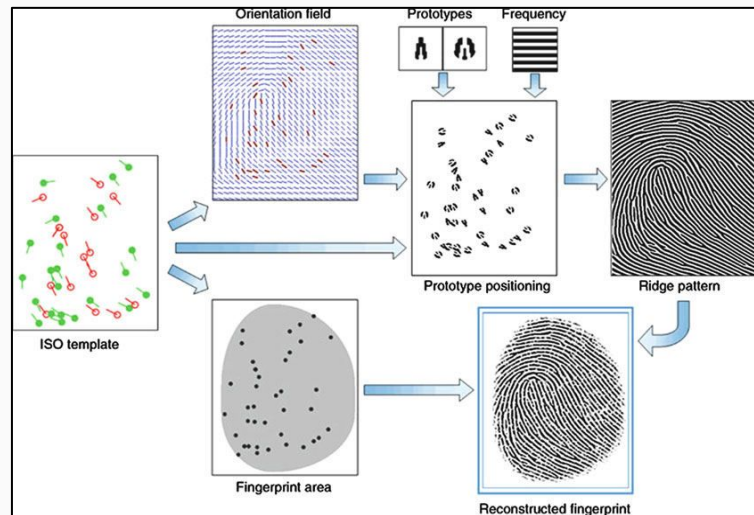 Orientation field
Prototypes
Frequency
ISO template
Prototype positioning
Ridge pattern
Fingerprint area
Reconstructed fingerprint